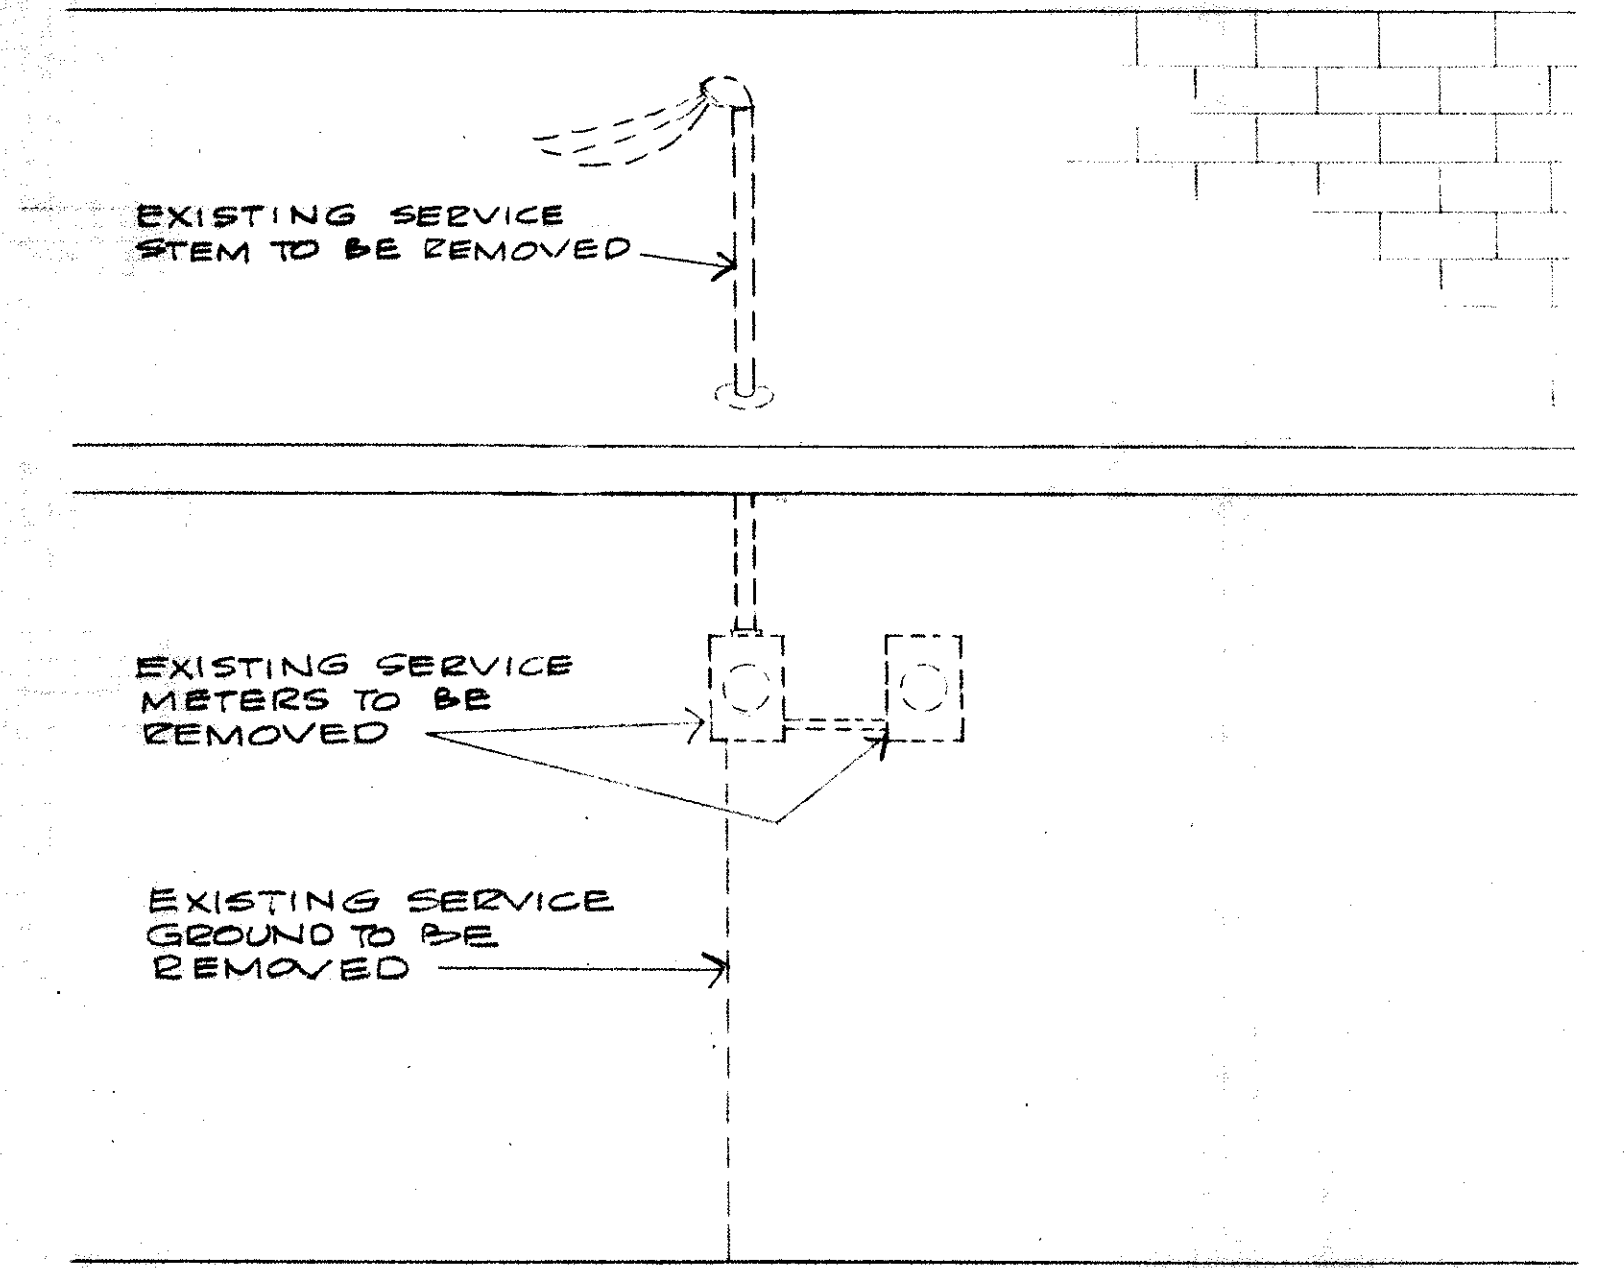 EXISTING SERVICE
STEM TO BE REMOVED
EXISTING SERVICE
METERS TO BE
REMOVED
EXISTING SERVICE
GROUND TO BE
REMOVED